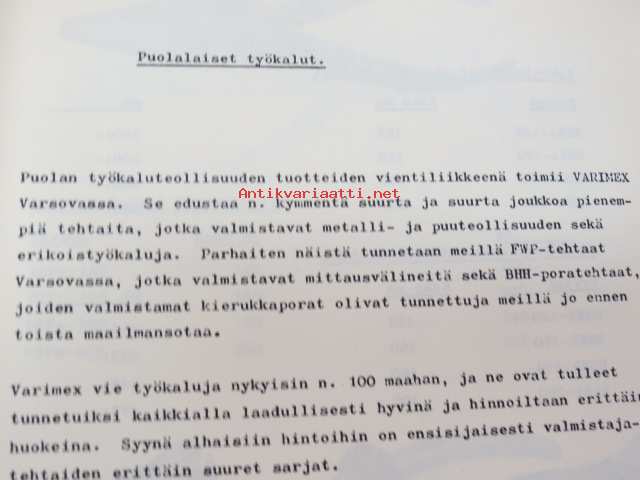 Puolalaiset työkalut.
Puolan työkaluteollisuuden tuotteiden vientiliikkeenä toimii VARIMEX
Antikvariaatti.net
Varsovassa. Se edustaa n. kymmentä suurta ja suurta joukkoa pienem-
piä tehtaita, jotka valmistavat metalli- ja puuteollisuuden sekä
erikoistyökaluja. Parhaiten näistä tunnetaan meillä FWP-tehtaat
Varsovassa, jotka valmistavat mittausvälineitä sekä BHH-poratehtaat,
joiden valmistamat kierukkaporat olivat tunnettuja meillä jo ennen
toista maailmansotaa.
Varimex vie työkaluja nykyisin n. 100 maahan, ja ne ovat tulleet
tunnetuiksi kaikkialla laadullisesti hyvinä ja hinnoiltaan erittäin
huokeina. Syynä alhaisiin hintoihin on ensisijaisesti valmistaja-
tehtaiden erittäin suuret sarjat.